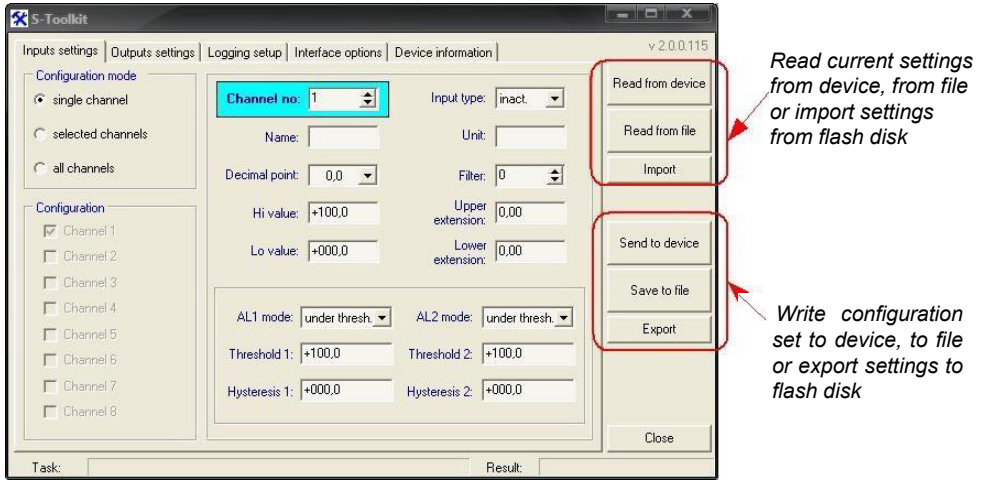 S-Toolkit
Inputs settings Outputs settings Logging setup Interface options Device information
v 2.0.0.115
Configuration mode
single channel
selected channels
all channels
Configuration
Channel 1
Channel 2
Channel 3
Channel 4
Channel 5
Channel 6
Channel 7
Channel 8
Channel no: 1 Input type: inact.
Name: Unit:
Decimal point: 0,0 Filter: 0
Hi value: +100,0 Upper extension: 0,00
Lo value: +000,0 Lower extension: 0,00
AL1 mode: under thresh. AL2 mode: under thresh.
Threshold 1: +100,0 Threshold 2: +100,0
Hysteresis 1: +000,0 Hysteresis 2: +000,0
Read from device
Read from file
Import
Send to device
Save to file
Export
Close
Task: Result:
Read current settings
from device, from file
or import settings
from flash disk
Write configuration
set to device, to file
or export settings to
flash disk